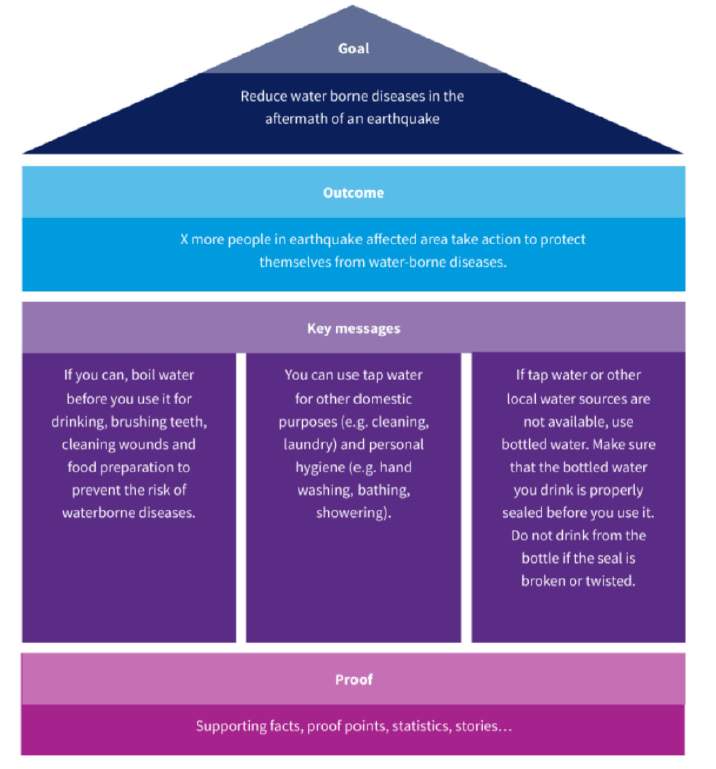 Goal
Reduce water borne diseases in the
aftermath of an earthquake
Outcome
X more people in earthquake affected area take action to protect
themselves from water-borne diseases.
Key messages
If you can, boil water
before you use it for
drinking, brushing teeth,
cleaning wounds and
food preparation to
prevent the risk of
waterborne diseases.
You can use tap water
for other domestic
purposes (e.g. cleaning,
laundry) and personal
hygiene (e.g. hand
washing, bathing,
showering).
If tap water or other
local water sources are
not available, use
bottled water. Make sure
that the bottled water
you drink is properly
sealed before you use it.
Do not drink from the
bottle if the seal is
broken or twisted.
Proof
Supporting facts, proof points, statistics, stories...